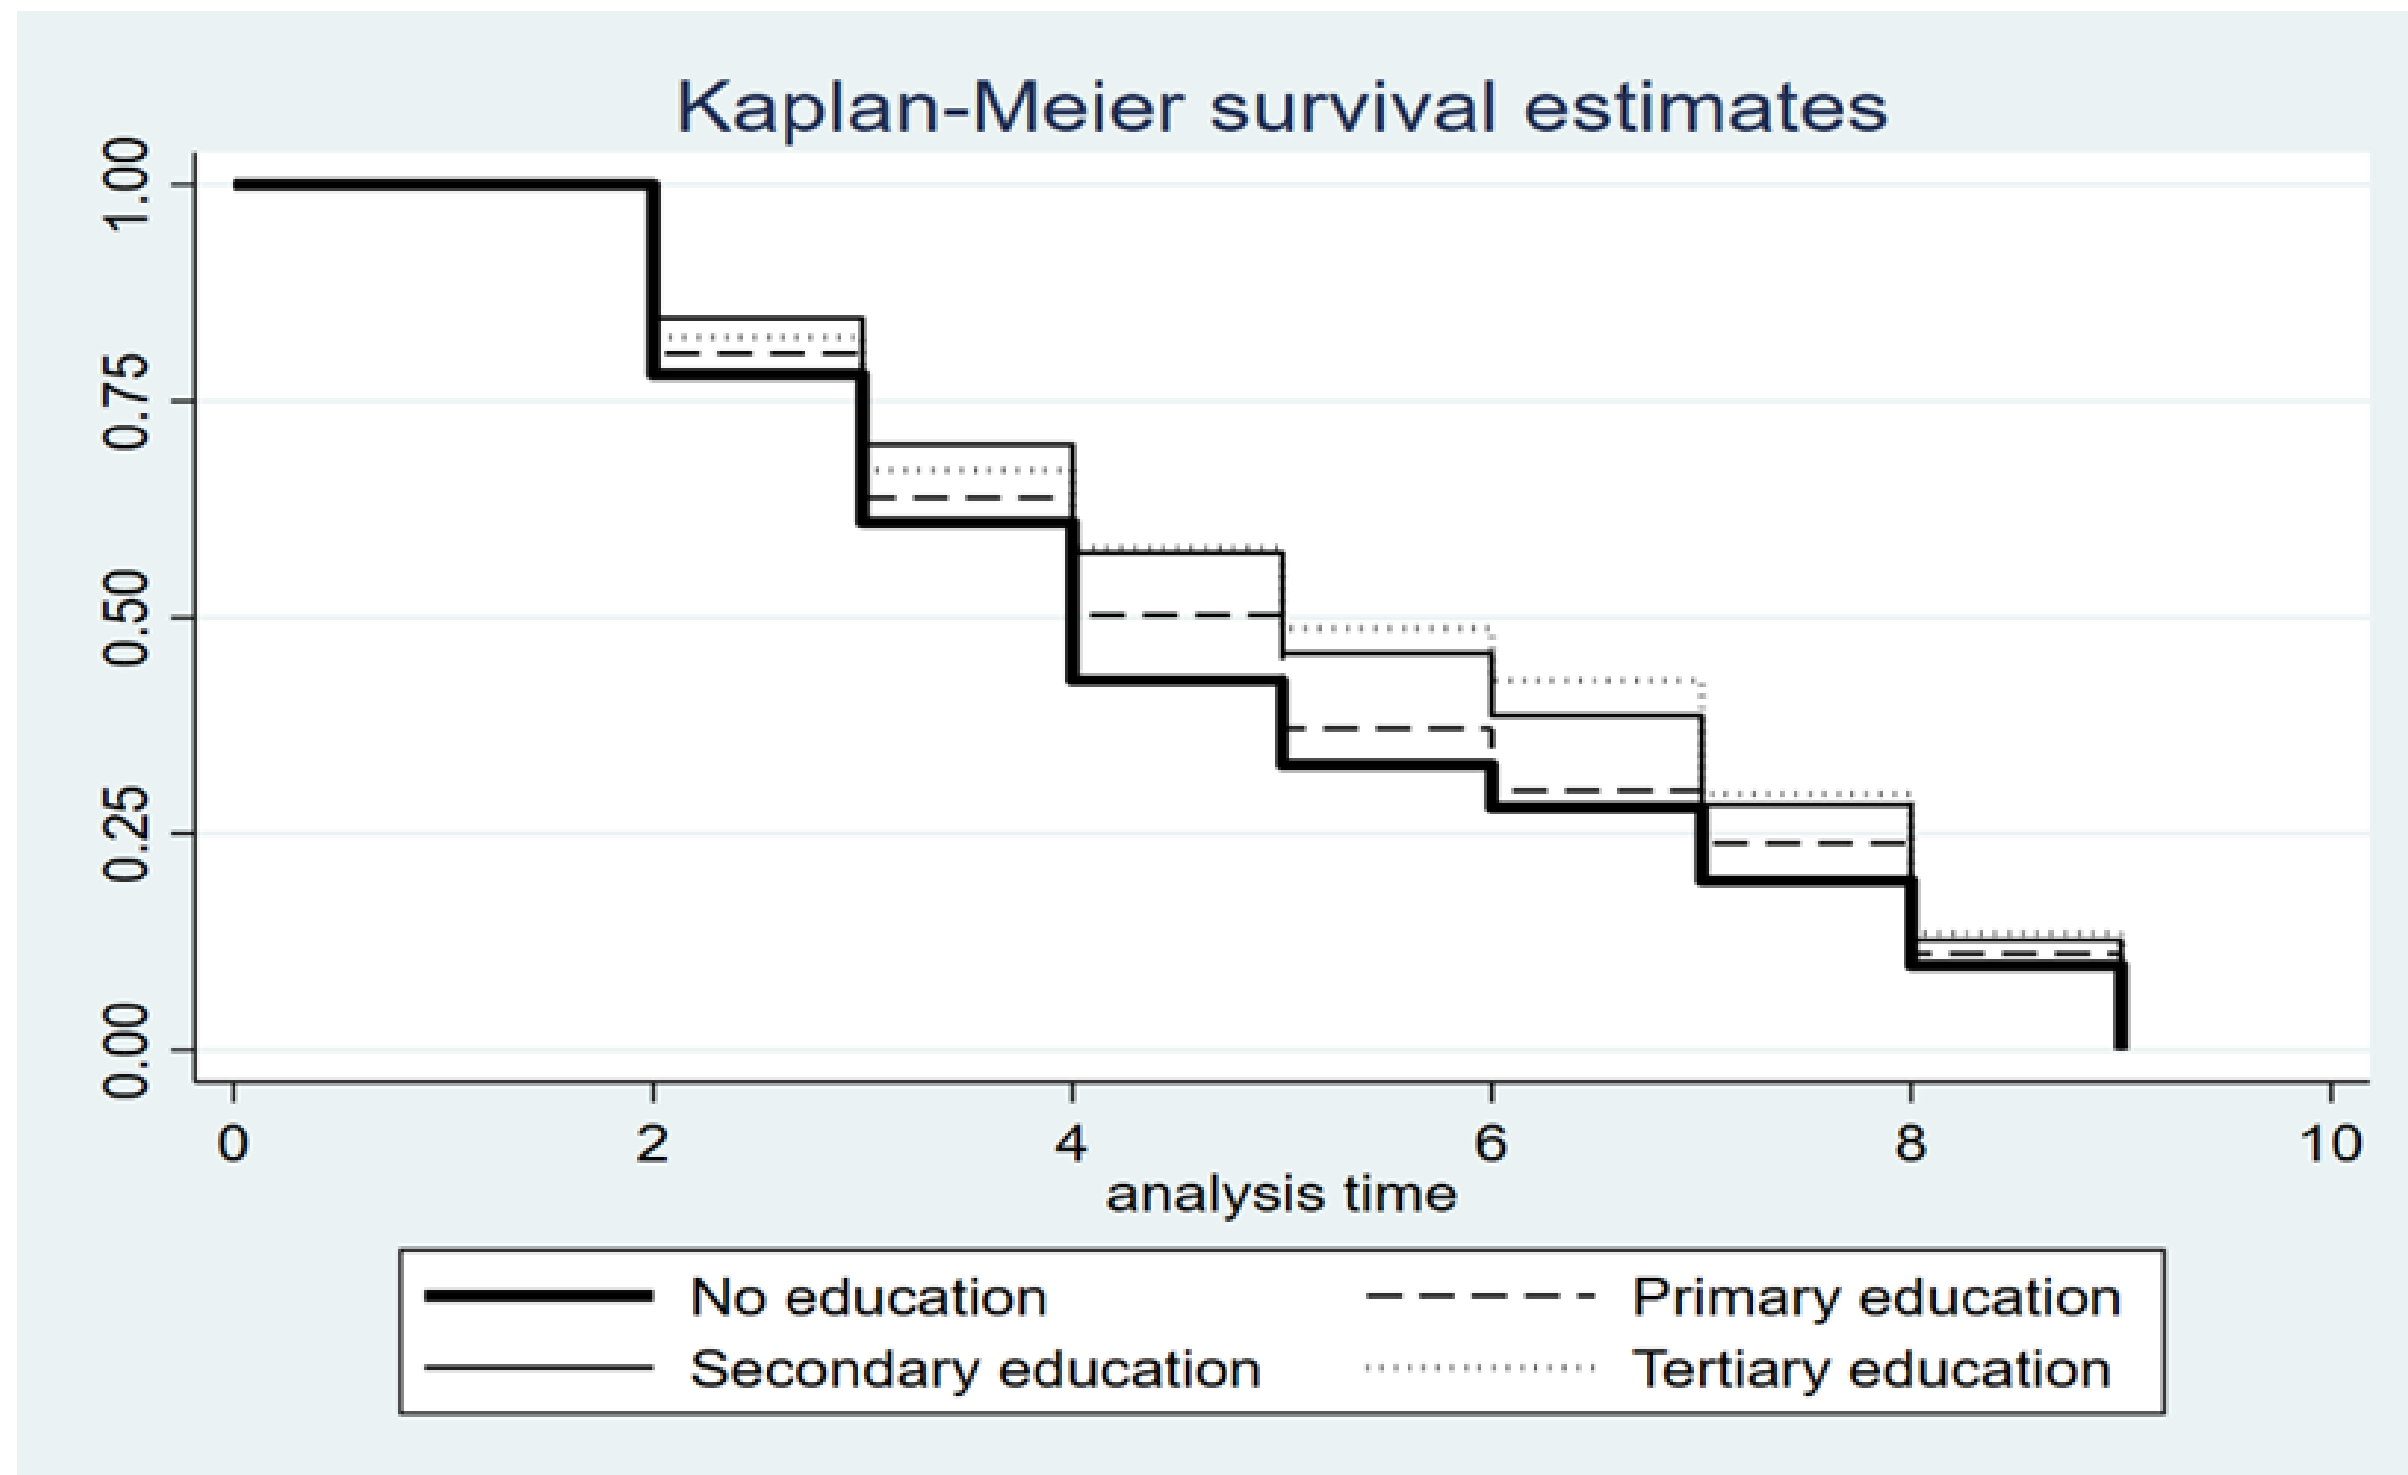 Kaplan-Meier survival estimates
1.00
0.75
0.50
0.25
0.00
0 2 4 6 8 10
analysis time
No education Primary education
Secondary education Tertiary education